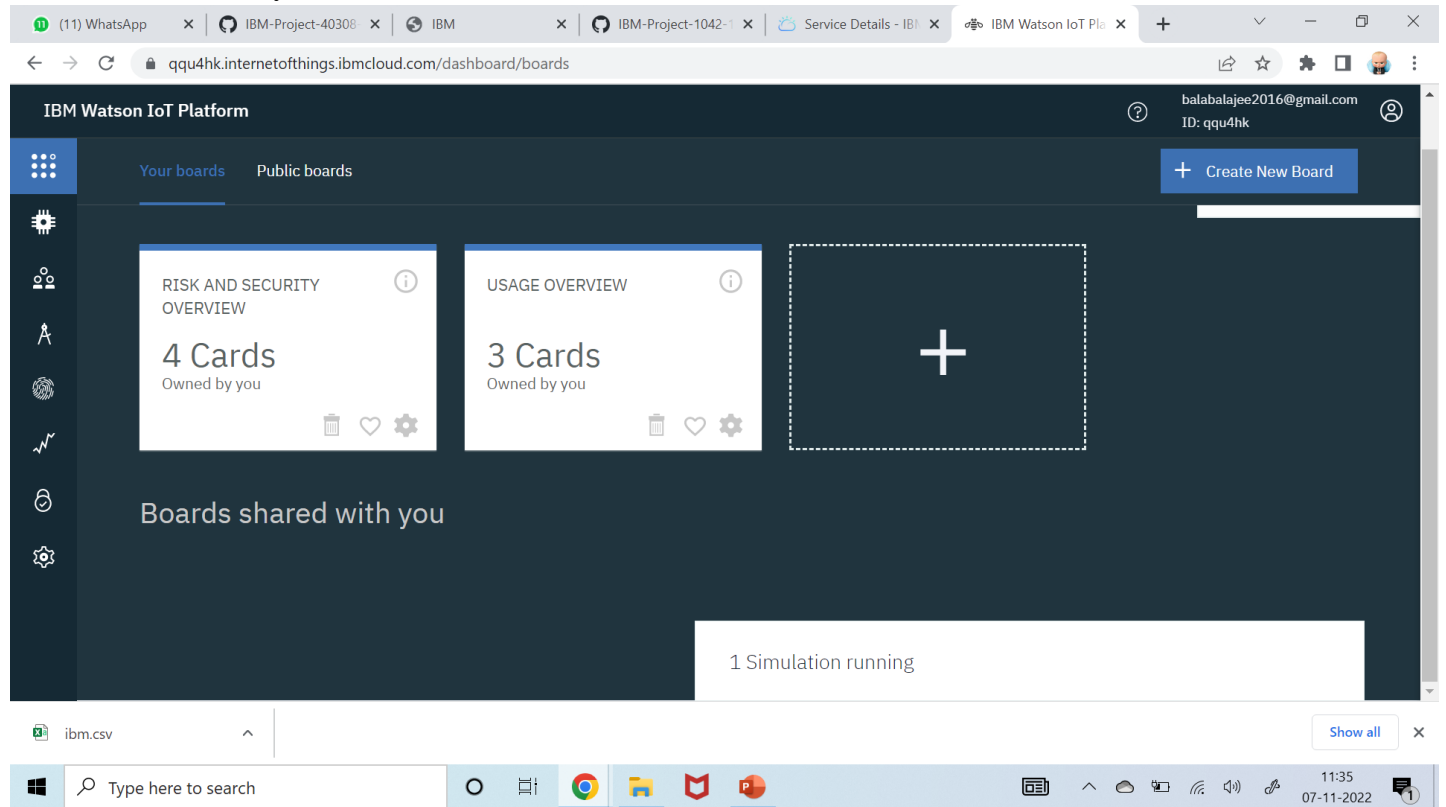 (11) WhatsApp
IBM-Project-40308-
IBM
IBM-Project-1042-1
Service Details - IBM
IBM Watson IoT Pla
qqu4hk.internetofthings.ibmcloud.com/dashboard/boards
IBM Watson IoT Platform
balabalajee2016@gmail.com
ID: qqu4hk
Your boards
Public boards
Create New Board
RISK AND SECURITY
OVERVIEW
4 Cards
Owned by you
USAGE OVERVIEW
3 Cards
Owned by you
Boards shared with you
1 Simulation running
ibm.csv
Show all
Type here to search
11:35
07-11-2022
1